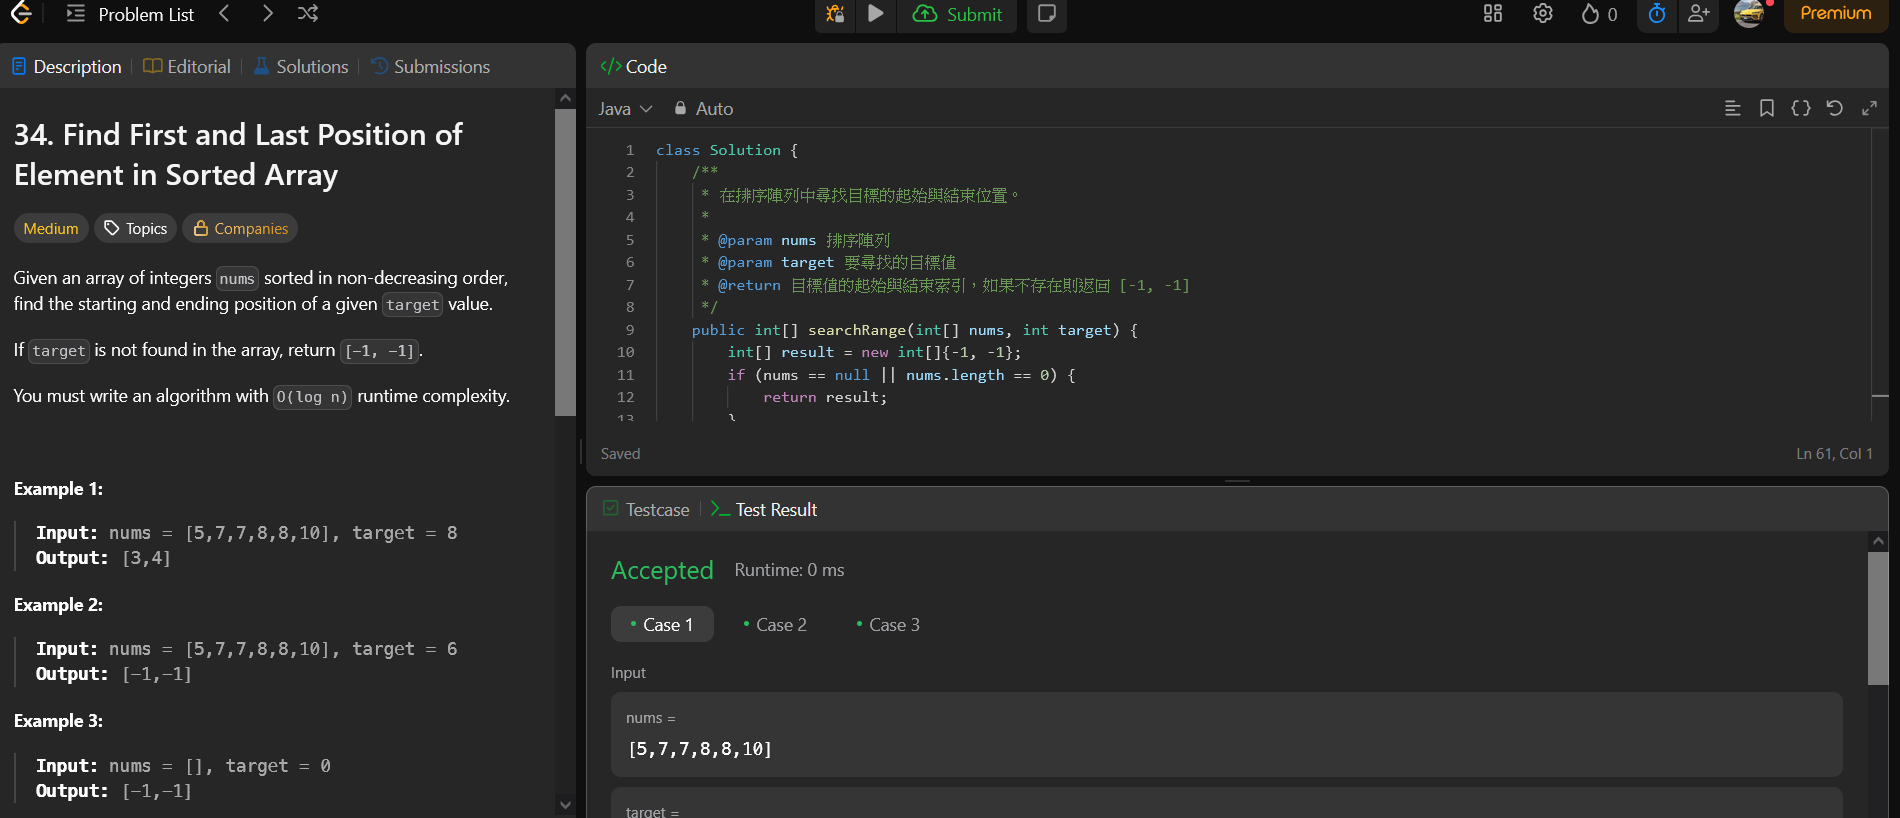 Problem List
Submit
0
Premium
Description
Editorial
Solutions
Submissions
34. Find First and Last Position of
Element in Sorted Array
Medium
Topics
Companies
Given an array of integers nums sorted in non-decreasing order,
find the starting and ending position of a given target value.
If target is not found in the array, return [-1, -1].
You must write an algorithm with O(log n) runtime complexity.
Example 1:
Input: nums = [5,7,7,8,8,10], target = 8
Output: [3,4]
Example 2:
Input: nums = [5,7,7,8,8,10], target = 6
Output: [-1,-1]
Example 3:
Input: nums = [], target = 0
Output: [-1,-1]
</> Code
Java
Auto
1 class Solution {
2 /**
3 * 在排序陣列中尋找目標的起始與結束位置。
4 *
5 * @param nums 排序陣列
6 * @param target 要尋找的目標值
7 * @return 目標值的起始與結束索引，如果不存在則返回 [-1, -1]
8 */
9 public int[] searchRange(int[] nums, int target) {
10 int[] result = new int[]{-1, -1};
11 if (nums == null || nums.length == 0) {
12 return result;
13 }
Saved
Ln 61, Col 1
Testcase
Test Result
Accepted
Runtime: 0 ms
Case 1
Case 2
Case 3
Input
nums =
[5,7,7,8,8,10]
target =